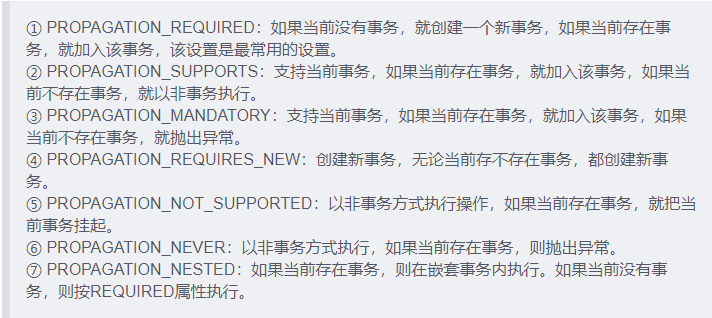 ① PROPAGATION_REQUIRED：如果当前没有事务，就创建一个新事务，如果当前存在事
务，就加入该事务，该设置是最常用的设置。
② PROPAGATION_SUPPORTS：支持当前事务，如果当前存在事务，就加入该事务，如果当
前不存在事务，就以非事务执行。
③ PROPAGATION_MANDATORY：支持当前事务，如果当前存在事务，就加入该事务，如果
当前不存在事务，就抛出异常。
④ PROPAGATION_REQUIRES_NEW：创建新事务，无论当前存不存在事务，都创建新事
务。
⑤ PROPAGATION_NOT_SUPPORTED：以非事务方式执行操作，如果当前存在事务，就把当
前事务挂起。
⑥ PROPAGATION_NEVER：以非事务方式执行，如果当前存在事务，则抛出异常。
⑦ PROPAGATION_NESTED：如果当前存在事务，则在嵌套事务内执行。如果当前没有事
务，则按REQUIRED属性执行。